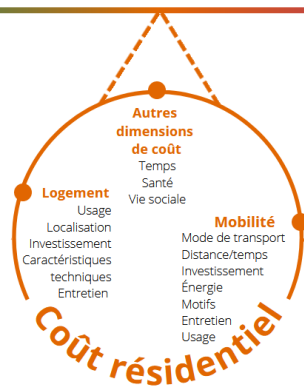 Autres
dimensions
de coût
Temps
Santé
Vie sociale
Logement
Usage
Localisation
Investissement
Caractéristiques
techniques
Entretien
Mobilité
Mode de transport
Distance/temps
Investissement
Énergie
Motifs
Entretien
Usage
Coût résidentiel